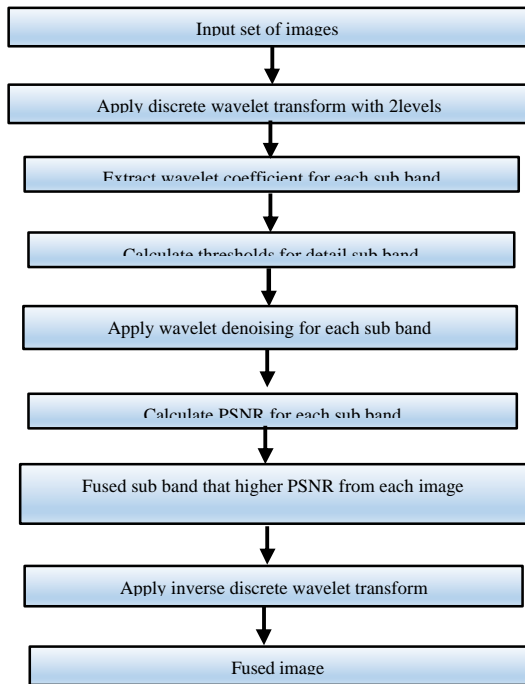 Input set of images
Apply discrete wavelet transform with 2levels
Extract wavelet coefficient for each sub band
Calculate thresholds for detail sub band
Apply wavelet denoising for each sub band
Calculate PSNR for each sub band
Fused sub band that higher PSNR from each image
Apply inverse discrete wavelet transform
Fused image